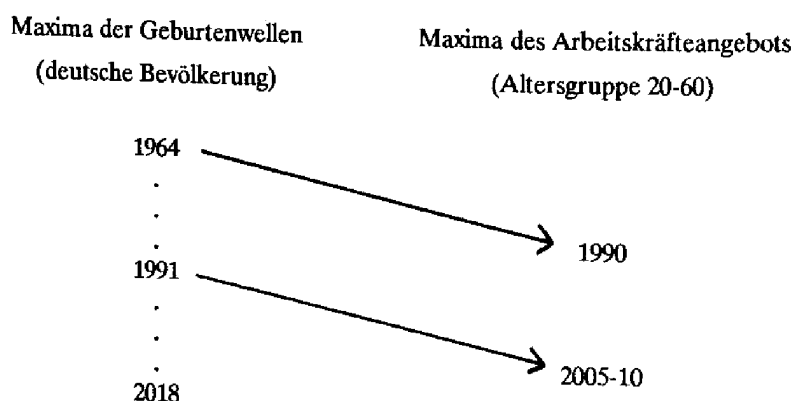 Maxima der Geburtenwellen
(deutsche Bevölkerung)
Maxima des Arbeitskräfteangebots
(Altersgruppe 20-60)
1964
1990
1991
2005-10
2018